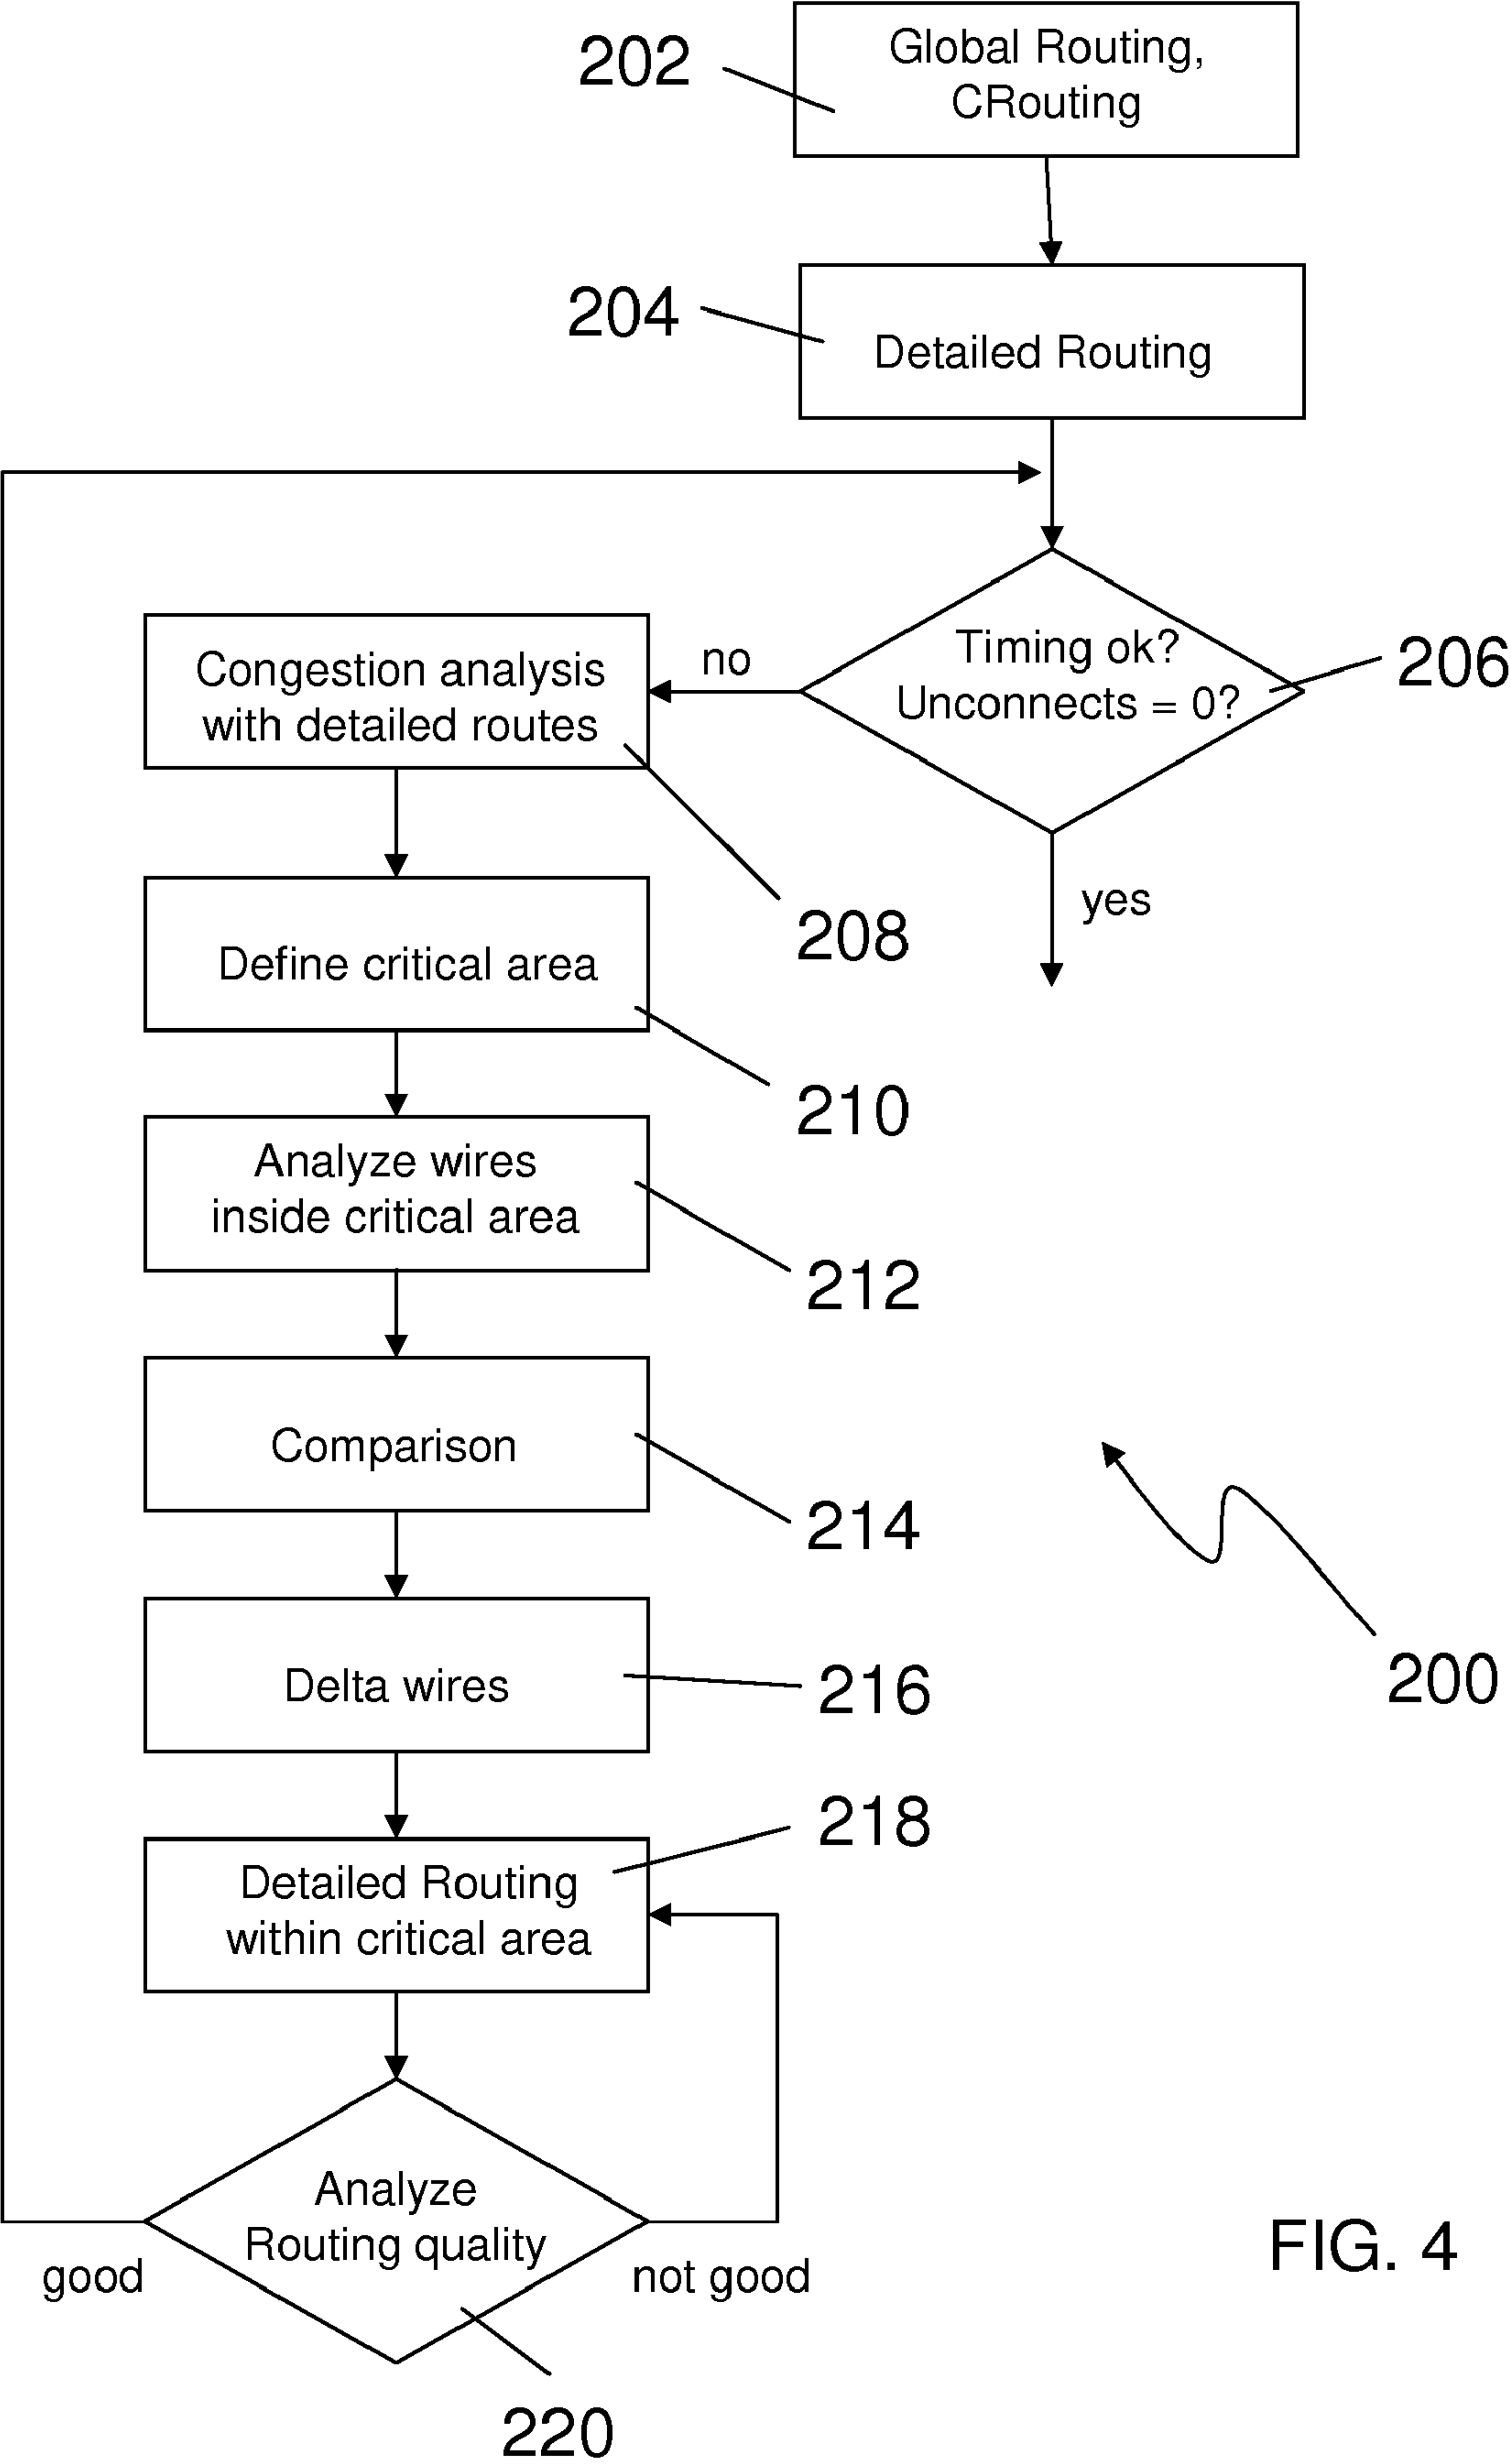 202
Global Routing,
CRouting
204
Detailed Routing
Timing ok?
Unconnects = 0?
206
no
yes
Congestion analysis
with detailed routes
208
Define critical area
210
Analyze wires
inside critical area
212
Comparison
214
Delta wires
216
200
218
Detailed Routing
within critical area
Analyze
Routing quality
good
not good
220
FIG. 4